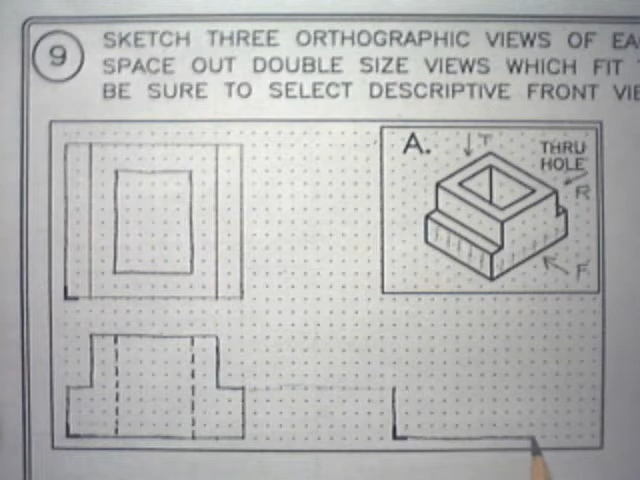 9
SKETCH THREE ORTHOGRAPHIC VIEWS OF
SPACE OUT DOUBLE SIZE VIEWS WHICH FIT
BE SURE TO SELECT DESCRIPTIVE FRONT
A.
T
THRU
HOLE
R
F